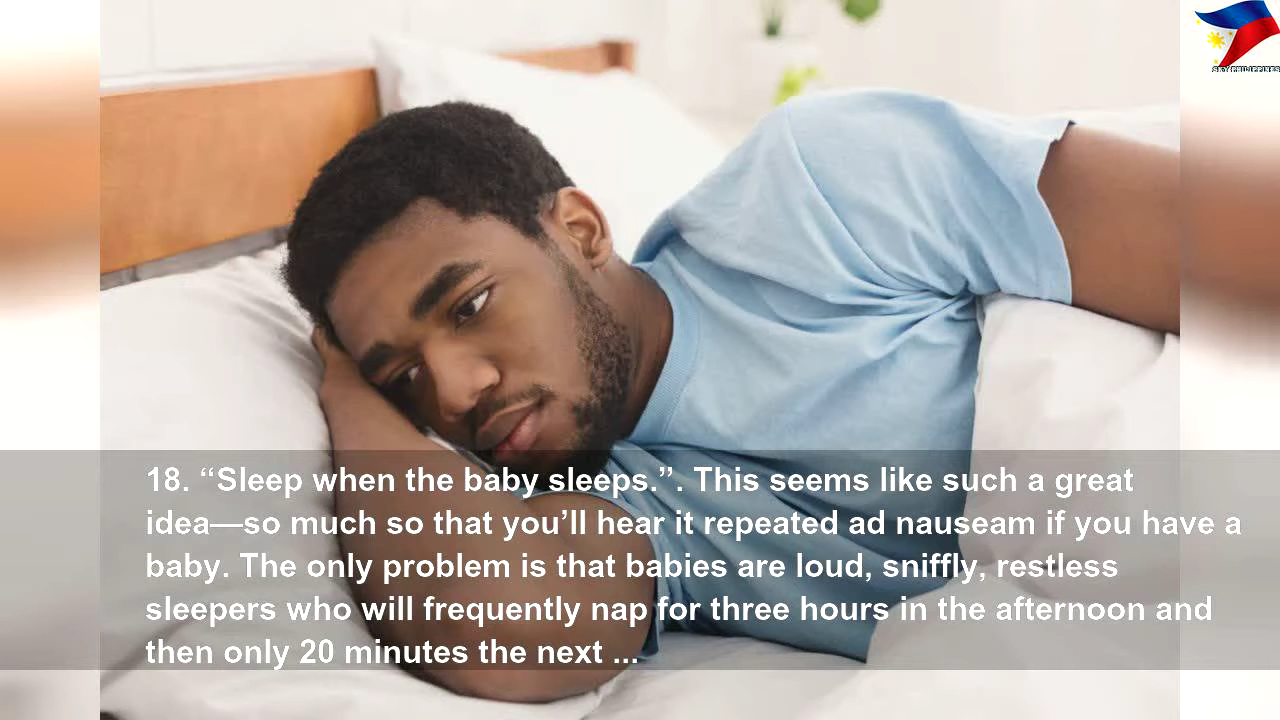 SKY PHILIPPINES
18. “Sleep when the baby sleeps.”. This seems like such a great
idea—so much so that you’ll hear it repeated ad nauseam if you have a
baby. The only problem is that babies are loud, sniffly, restless
sleepers who will frequently nap for three hours in the afternoon and
then only 20 minutes the next ...